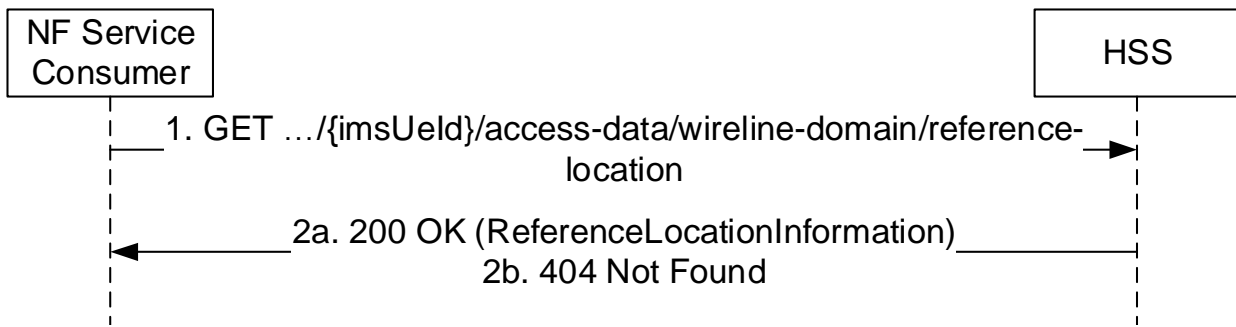 NF Service
Consumer
HSS
1. GET …/{imsUeId}/access-data/wireline-domain/reference-
location
2a. 200 OK (ReferenceLocationInformation)
2b. 404 Not Found